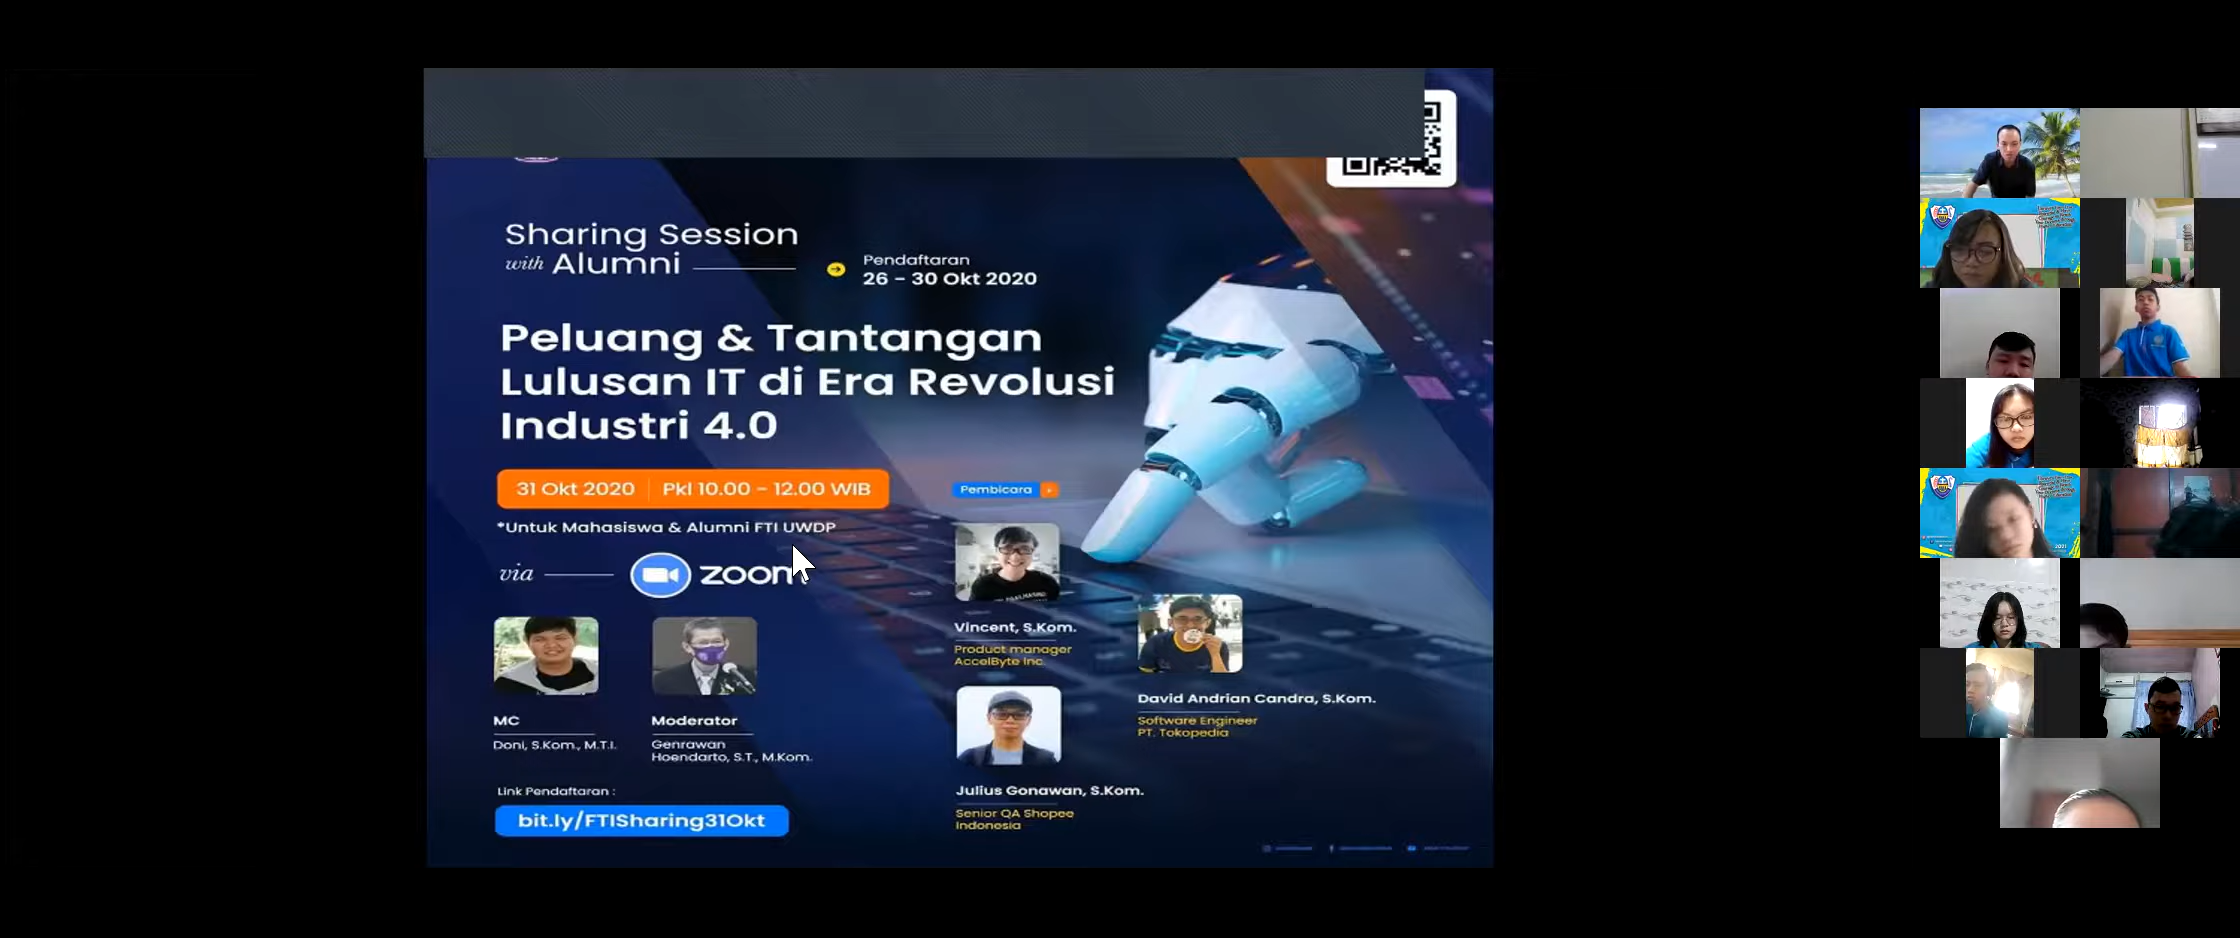 Sharing Session
with Alumni
Pendaftaran
26 - 30 Okt 2020
Peluang & Tantangan
Lulusan IT di Era Revolusi
Industri 4.0
31 Okt 2020 | Pkl 10.00 - 12.00 WIB
*Untuk Mahasiswa & Alumni FTI UWDP
via zoom
MC
Doni, S.Kom., M.T.I.
Moderator
Genrawan
Hoendarto, S.T., M.Kom.
Link Pendaftaran :
bit.ly/FTISharing31Okt
Pembicara
Vincent, S.Kom.
Product manager
AccelByte Inc.
David Andrian Candra, S.Kom.
Software Engineer
PT. Tokopedia
Julius Gonawan, S.Kom.
Senior QA Shopee
Indonesia